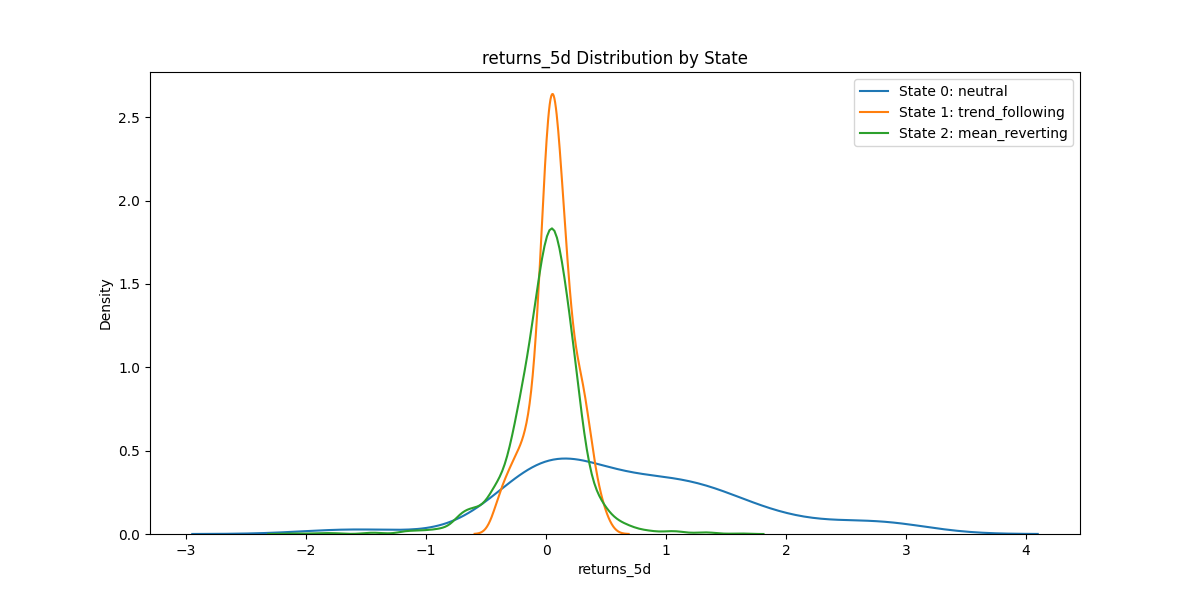 returns_5d Distribution by State
State 0: neutral
State 1: trend_following
State 2: mean_reverting
Density
2.5
2.0
1.5
1.0
0.5
0.0
−3
−2
−1
0
1
2
3
4
returns_5d